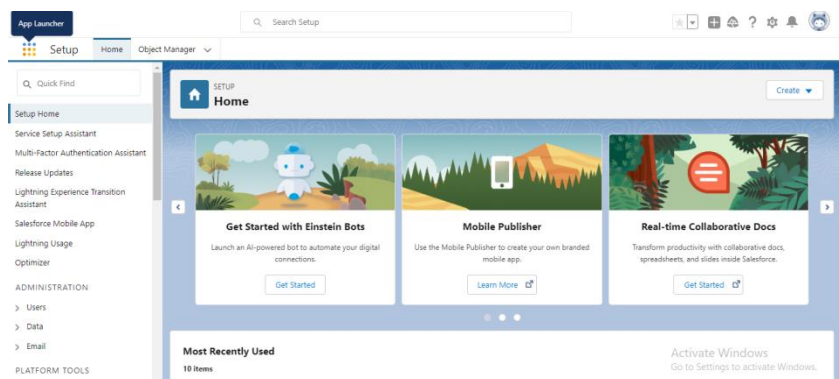 App Launcher
Search Setup
Setup
Home
Object Manager
Quick Find
Setup Home
Service Setup Assistant
Multi-Factor Authentication Assistant
Release Updates
Lightning Experience Transition
Assistant
Salesforce Mobile App
Lightning Usage
Optimizer
ADMINISTRATION
Users
Data
Email
PLATFORM TOOLS
SETUP
Home
Create
Get Started with Einstein Bots
Launch an AI-powered bot to automate your digital
connections.
Get Started
Mobile Publisher
Use the Mobile Publisher to create your own branded
mobile app.
Learn More
Real-time Collaborative Docs
Transform productivity with collaborative docs,
spreadsheets, and slides inside Salesforce.
Get Started
Most Recently Used
10 items
Activate Windows
Go to Settings to activate Windows.